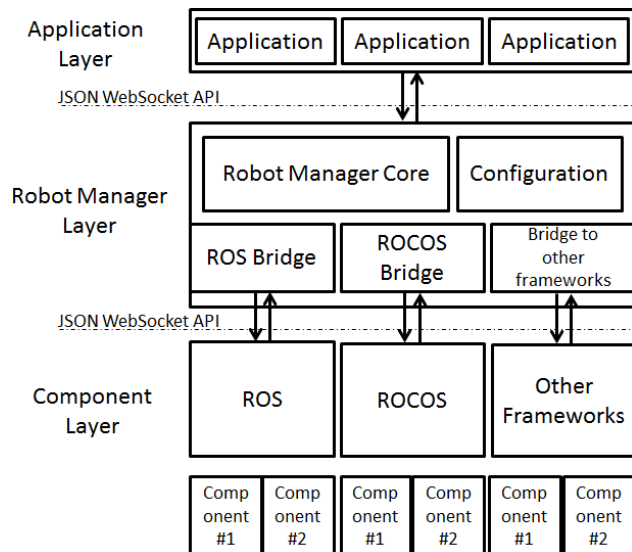 Application
Layer
Application
Application
Application
JSON WebSocket API
Robot Manager
Layer
Robot Manager Core
Configuration
ROS Bridge
ROCOS
Bridge
Bridge to
other
frameworks
JSON WebSocket API
Component
Layer
ROS
ROCOS
Other
Frameworks
Comp
onent
#1
Comp
onent
#2
Comp
onent
#1
Comp
onent
#2
Comp
onent
#1
Comp
onent
#2